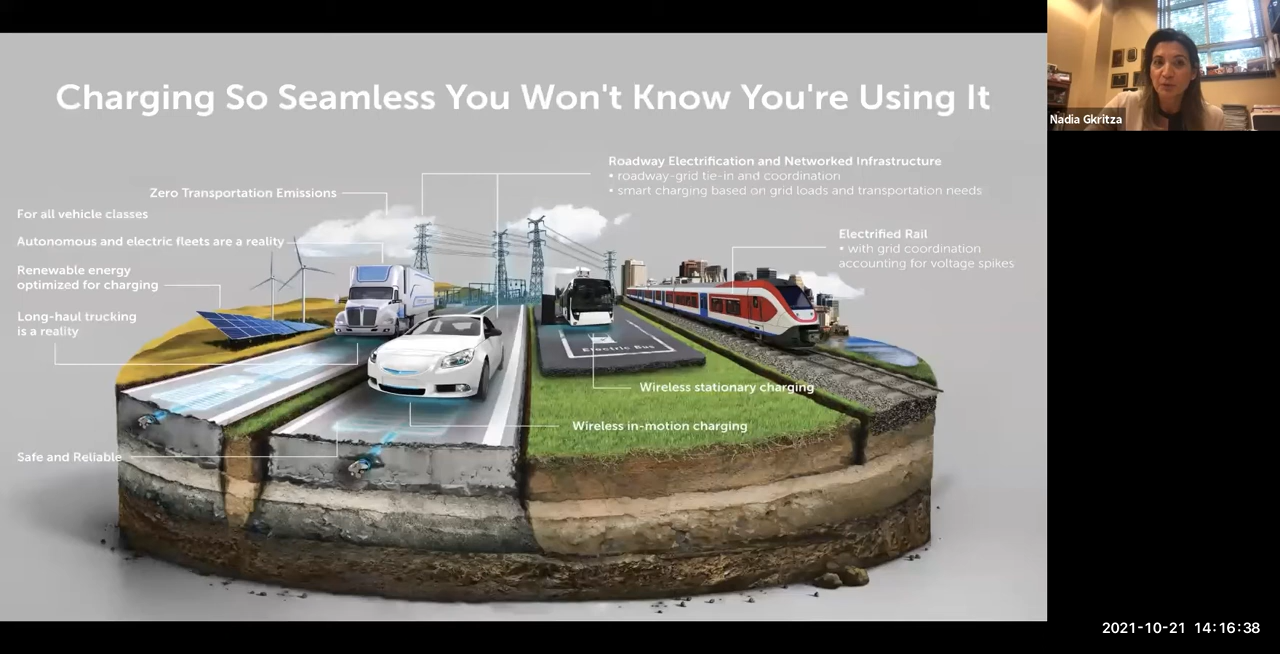 Charging So Seamless You Won't Know You're Using It
Nadia Gkritza
Roadway Electrification and Networked Infrastructure
• roadway-grid tie-in and coordination
• smart charging based on grid loads and transportation needs
Zero Transportation Emissions
For all vehicle classes
Autonomous and electric fleets are a reality
Electrified Rail
• with grid coordination
accounting for voltage spikes
Renewable energy
optimized for charging
Long-haul trucking
is a reality
Electric Bus
Wireless stationary charging
Wireless in-motion charging
Safe and Reliable
2021-10-21 14:16:38